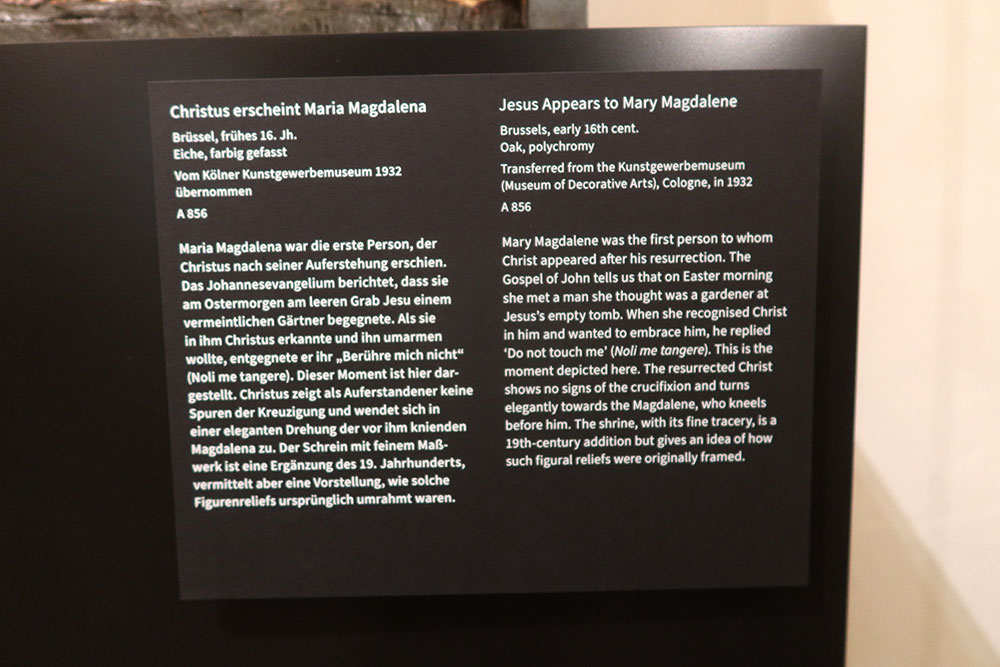 Christus erscheint Maria Magdalena
Brüssel, frühes 16. Jh.
Eiche, farbig gefasst
Vom Kölner Kunstgewerbemuseum 1932
übernommen
A 856
Maria Magdalena war die erste Person, der
Christus nach seiner Auferstehung erschien.
Das Johannesevangelium berichtet, dass sie
am Ostermorgen am leeren Grab Jesu einem
vermeintlichen Gärtner begegnete. Als sie
in ihm Christus erkannte und ihn umarmen
wollte, entgegnete er ihr „Berühre mich nicht“
(Noli me tangere). Dieser Moment ist hier dar-
gestellt. Christus zeigt als Auferstandener keine
Spuren der Kreuzigung und wendet sich in
einer eleganten Drehung der vor ihm knienden
Magdalena zu. Der Schrein mit feinem Maß-
werk ist eine Ergänzung des 19. Jahrhunderts,
vermittelt aber eine Vorstellung, wie solche
Figurenreliefs ursprünglich umrahmt waren.
Jesus Appears to Mary Magdalene
Brussels, early 16th cent.
Oak, polychromy
Transferred from the Kunstgewerbemuseum
(Museum of Decorative Arts), Cologne, in 1932
A 856
Mary Magdalene was the first person to whom
Christ appeared after his resurrection. The
Gospel of John tells us that on Easter morning
she met a man she thought was a gardener at
Jesus's empty tomb. When she recognised Christ
in him and wanted to embrace him, he replied
‘Do not touch me’ (Noli me tangere). This is the
moment depicted here. The resurrected Christ
shows no signs of the crucifixion and turns
elegantly towards the Magdalene, who kneels
before him. The shrine, with its fine tracery, is a
19th-century addition but gives an idea of how
such figural reliefs were originally framed.